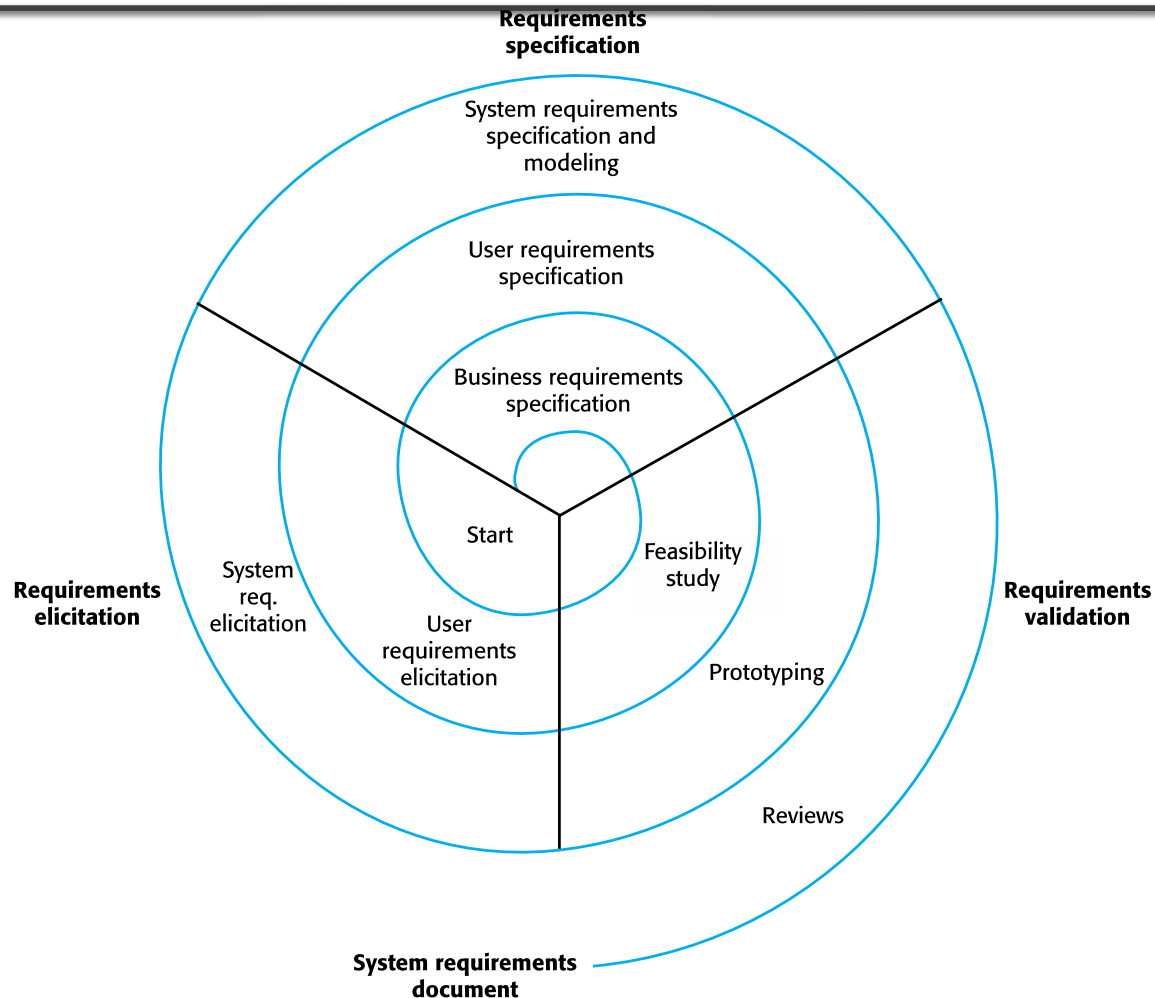 Requirements
specification
System requirements
specification and
modeling
User requirements
specification
Business requirements
specification
Start
Feasibility
study
System
req.
elicitation
Requirements
elicitation
Requirements
validation
User
requirements
elicitation
Prototyping
Reviews
System requirements
document